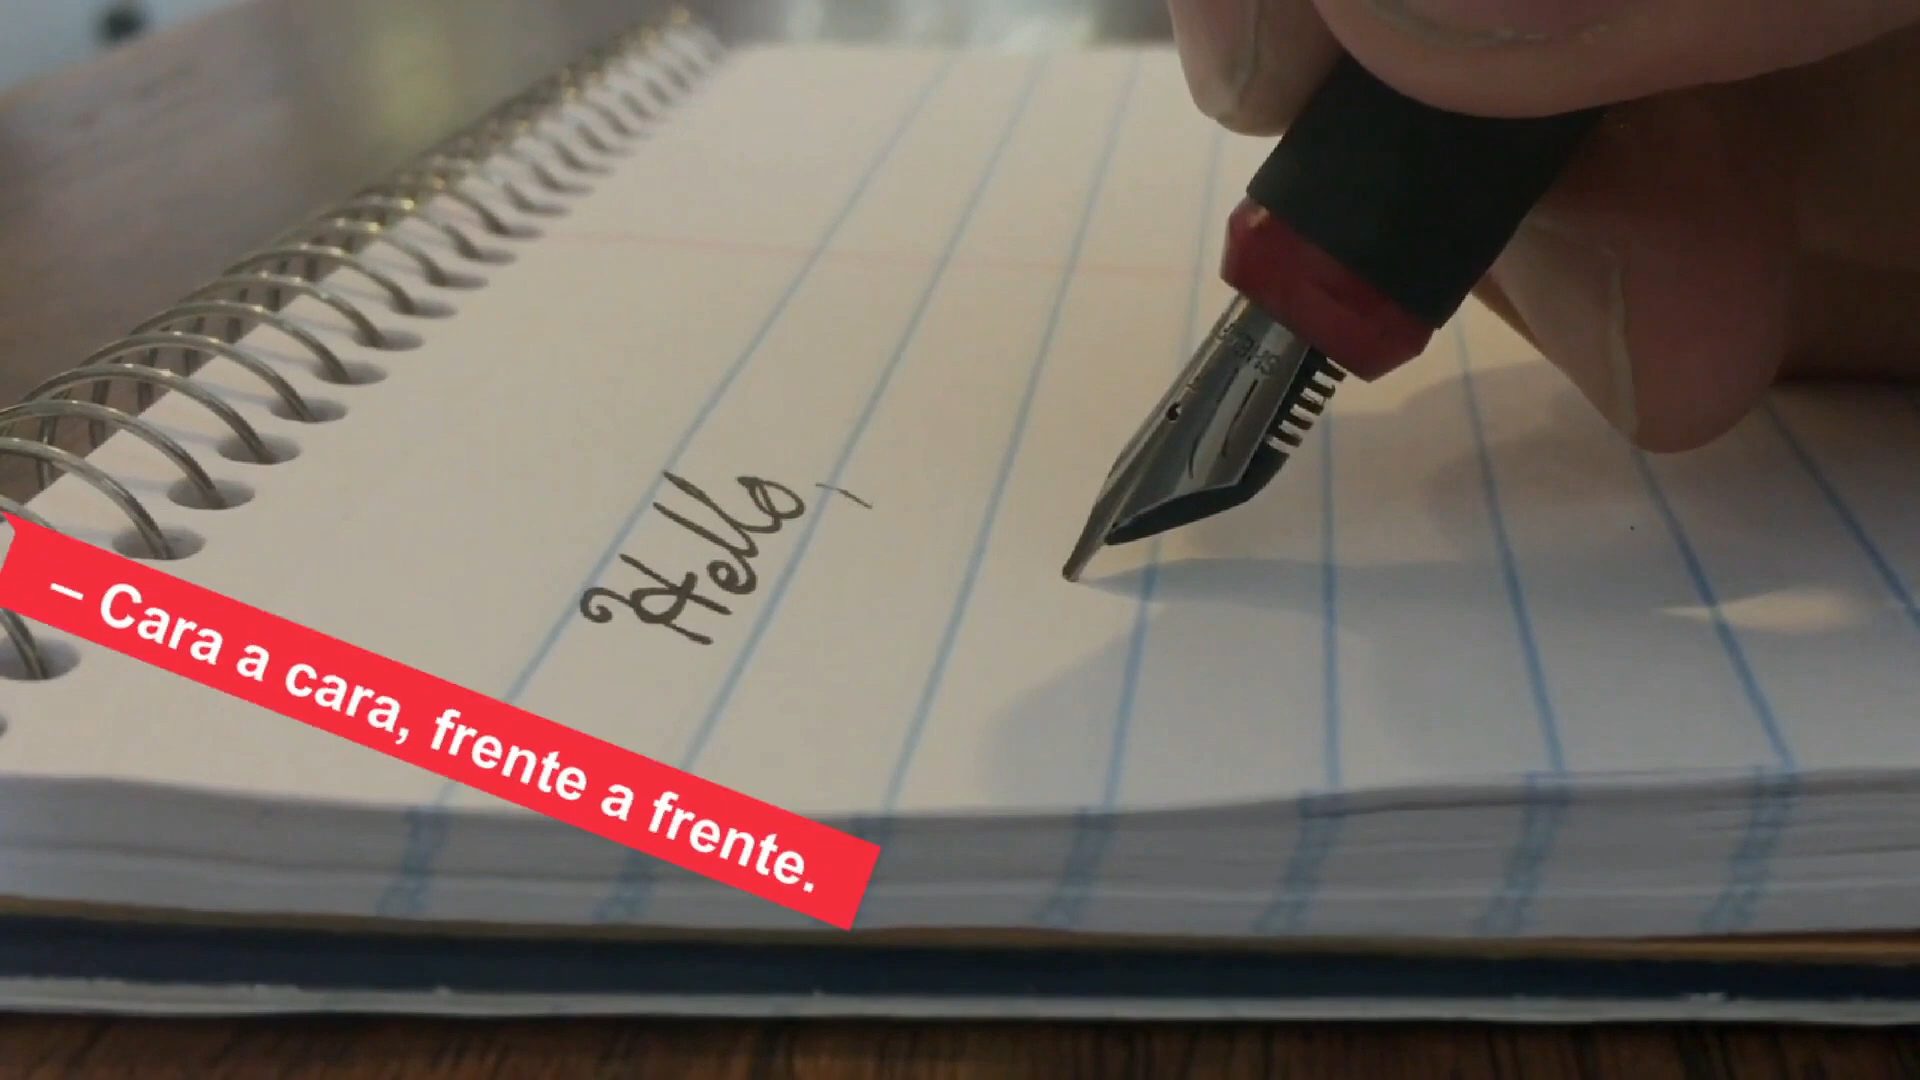 Hello,
– Cara a cara, frente a frente.